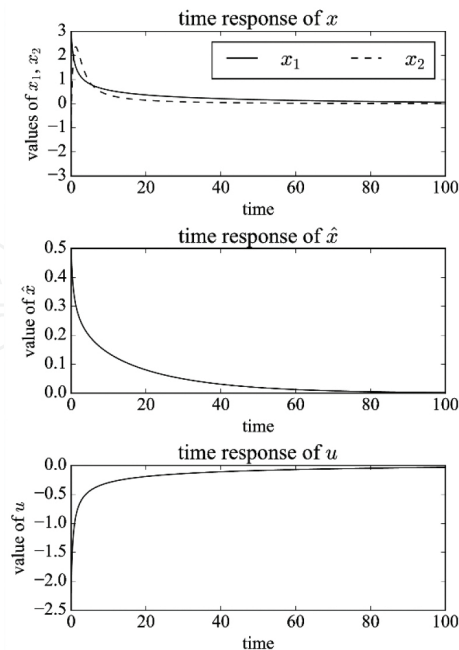 time response of x
x₁ x₂
values of x₁, x₂
3
2
1
0
−1
−2
−3
0 20 40 60 80 100
time
time response of x̂
value of x̂
0.5
0.4
0.3
0.2
0.1
0.0
0 20 40 60 80 100
time
time response of u
value of u
0.0
−0.5
−1.0
−1.5
−2.0
−2.5
0 20 40 60 80 100
time